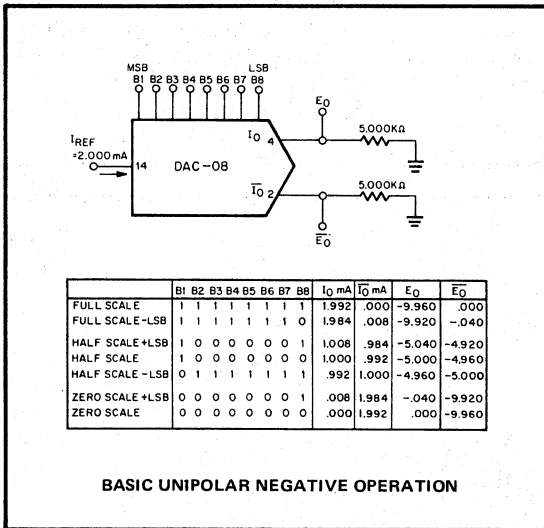 MSB LSB
B1 B2 B3 B4 B5 B6 B7 B8
EO
5.000KΩ
IO 4
IREF
=2.000 mA
14
DAC-08
IO 2
5.000KΩ
EO
B1 B2 B3 B4 B5 B6 B7 B8 IO mA IO mA EO EO
FULL SCALE 1 1 1 1 1 1 1 1 1.992 .000 -9.960 .000
FULL SCALE-LSB 1 1 1 1 1 1 1 0 1.984 .008 -9.920 -.040
HALF SCALE+LSB 1 0 0 0 0 0 0 1 1.008 .984 -5.040 -4.920
HALF SCALE 1 0 0 0 0 0 0 0 1.000 .992 -5.000 -4.960
HALF SCALE -LSB 0 1 1 1 1 1 1 1 .992 1.000 -4.960 -5.000
ZERO SCALE +LSB 0 0 0 0 0 0 0 1 .008 1.984 -.040 -9.920
ZERO SCALE 0 0 0 0 0 0 0 0 .000 1.992 .000 -9.960
BASIC UNIPOLAR NEGATIVE OPERATION